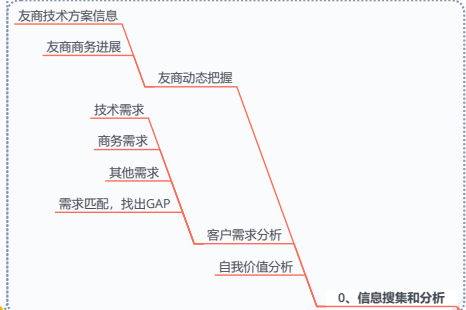 友商技术方案信息
友商商务进展
友商动态把握
技术需求
商务需求
其他需求
需求匹配，找出GAP
客户需求分析
自我价值分析
0、信息搜集和分析